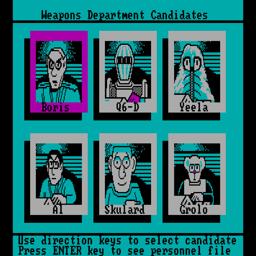 Weapons Department Candidates
Boris
Q6-D
Yeela
Al
Skulard
Grolo
Use direction keys to select candidate
Press ENTER key to see personnel file